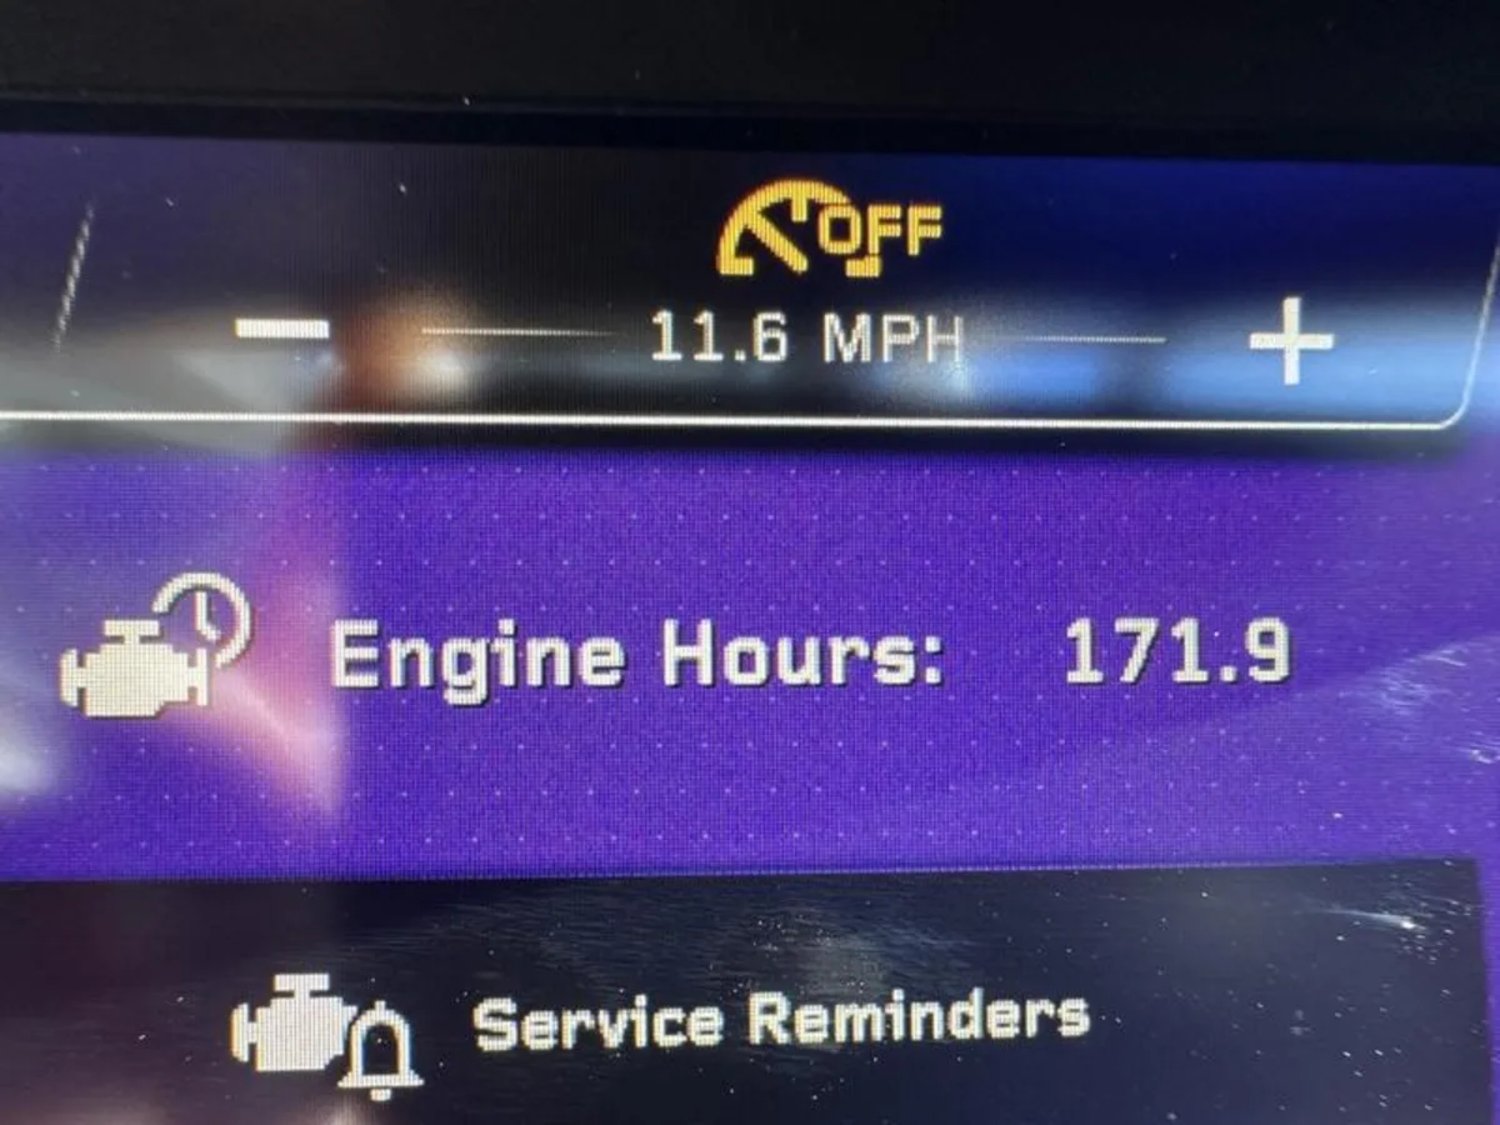 OFF
11.6 MPH
Engine Hours: 171.9
Service Reminders